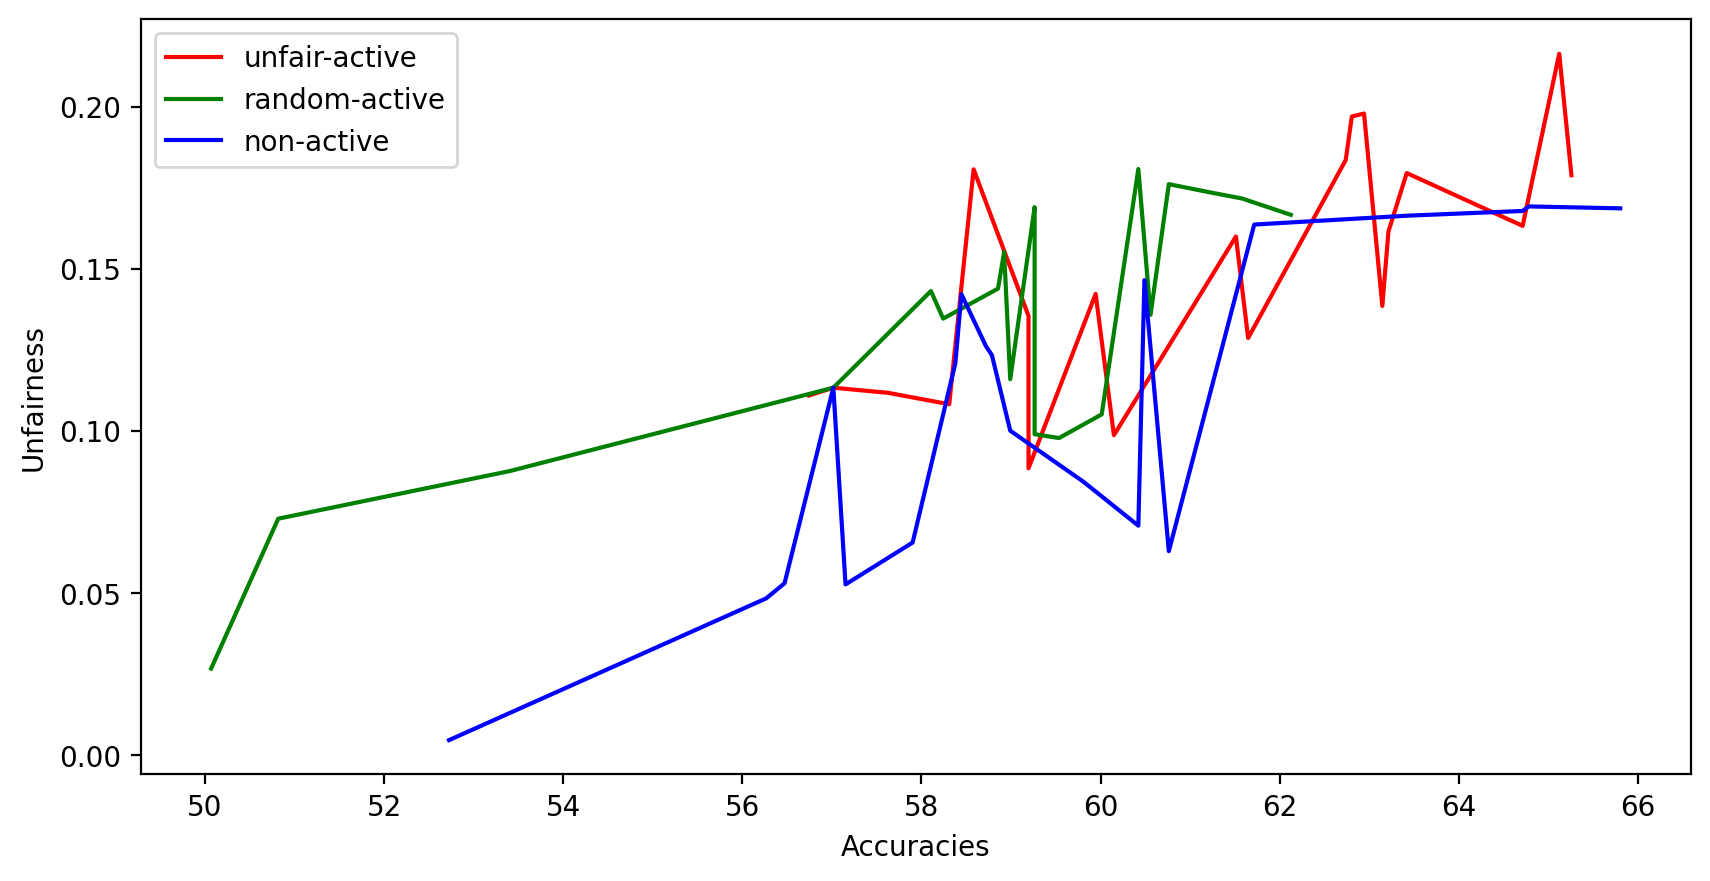 unfair-active
random-active
non-active
0.20
0.15
0.10
0.05
0.00
Unfairness
50 52 54 56 58 60 62 64 66
Accuracies